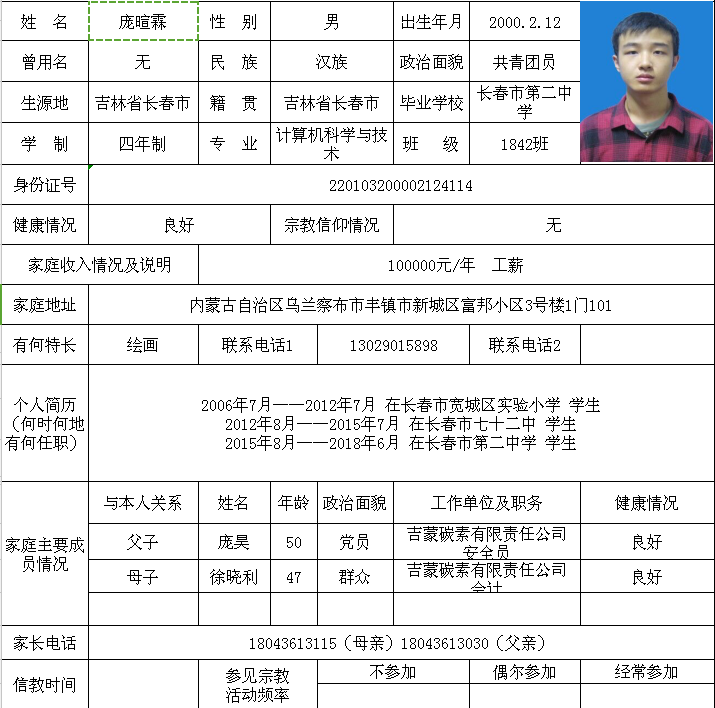 姓 名 庞暄霖 性 别 男 出生年月 2000.2.12
曾用名 无 民 族 汉族 政治面貌 共青团员
生源地 吉林省长春市 籍 贯 吉林省长春市 毕业学校 长春市第二中
学
学 制 四年制 专 业 计算机科学与技
术 班 级 1842班
身份证号 220103200002124114
健康情况 良好 宗教信仰情况 无
家庭收入情况及说明 100000元/年 工薪
家庭地址 内蒙古自治区乌兰察布市丰镇市新城区富邦小区3号楼1门101
有何特长 绘画 联系电话1 13029015898 联系电话2
个人简历
（何时何地
有何任职）
2006年7月——2012年7月 在长春市宽城区实验小学 学生
2012年8月——2015年7月 在长春市七十二中 学生
2015年8月——2018年6月 在长春市第二中学 学生
家庭主要成
员情况
与本人关系 姓名 年龄 政治面貌 工作单位及职务 健康情况
父子 庞昊 50 党员 吉蒙碳素有限责任公司
安全员 良好
母子 徐晓利 47 群众 吉蒙碳素有限责任公司
会计 良好
家长电话 18043613115（母亲）18043613030（父亲）
信教时间 参见宗教
活动频率 不参加 偶尔参加 经常参加